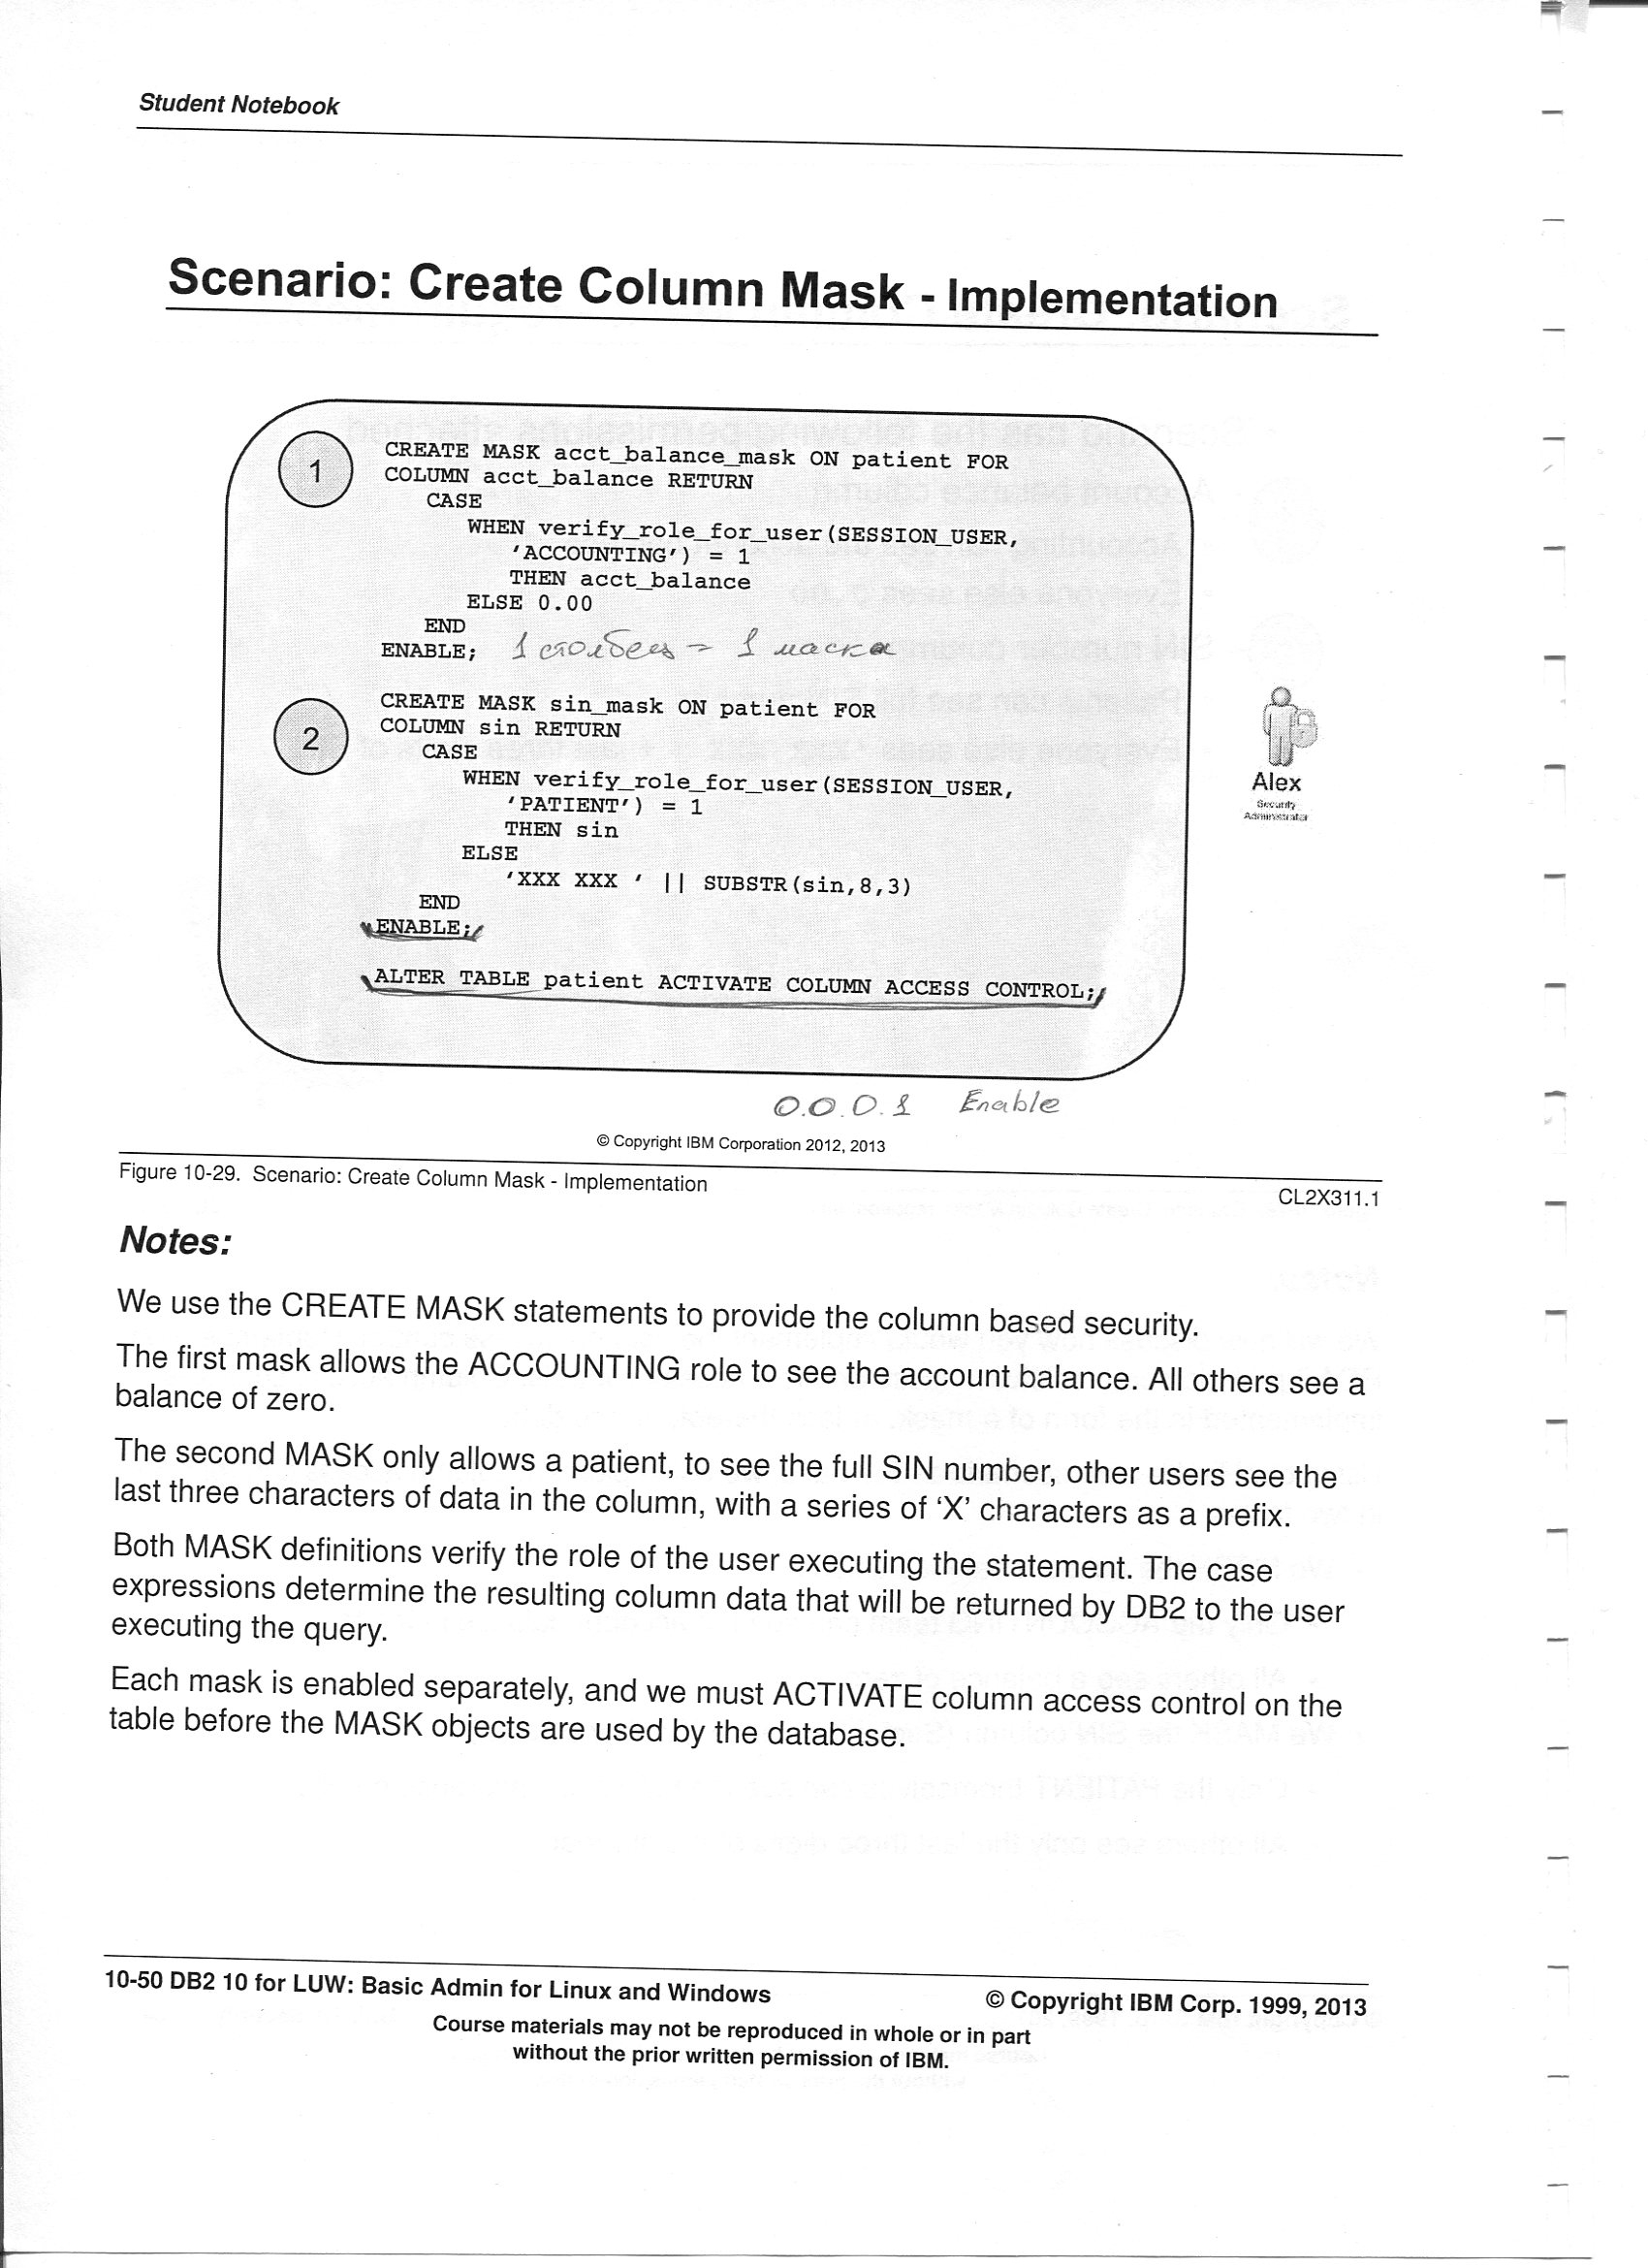 Student Notebook
Scenario: Create Column Mask - Implementation
1
CREATE MASK acct_balance_mask ON patient FOR
COLUMN acct_balance RETURN
CASE
WHEN verify_role_for_user(SESSION_USER,
'ACCOUNTING') = 1
THEN acct_balance
ELSE 0.00
END
ENABLE; 1 столбец = 1 маска
2
CREATE MASK sin_mask ON patient FOR
COLUMN sin RETURN
CASE
WHEN verify_role_for_user(SESSION_USER,
'PATIENT') = 1
THEN sin
ELSE
'XXX XXX ' || SUBSTR(sin,8,3)
END
ENABLE;
ALTER TABLE patient ACTIVATE COLUMN ACCESS CONTROL;
Alex
Security
Administrator
0.0.0.1 Enable
© Copyright IBM Corporation 2012, 2013
Figure 10-29. Scenario: Create Column Mask - Implementation
CL2X311.1
Notes:
We use the CREATE MASK statements to provide the column based security.
The first mask allows the ACCOUNTING role to see the account balance. All others see a
balance of zero.
The second MASK only allows a patient, to see the full SIN number, other users see the
last three characters of data in the column, with a series of 'X' characters as a prefix.
Both MASK definitions verify the role of the user executing the statement. The case
expressions determine the resulting column data that will be returned by DB2 to the user
executing the query.
Each mask is enabled separately, and we must ACTIVATE column access control on the
table before the MASK objects are used by the database.
10-50 DB2 10 for LUW: Basic Admin for Linux and Windows
© Copyright IBM Corp. 1999, 2013
Course materials may not be reproduced in whole or in part
without the prior written permission of IBM.